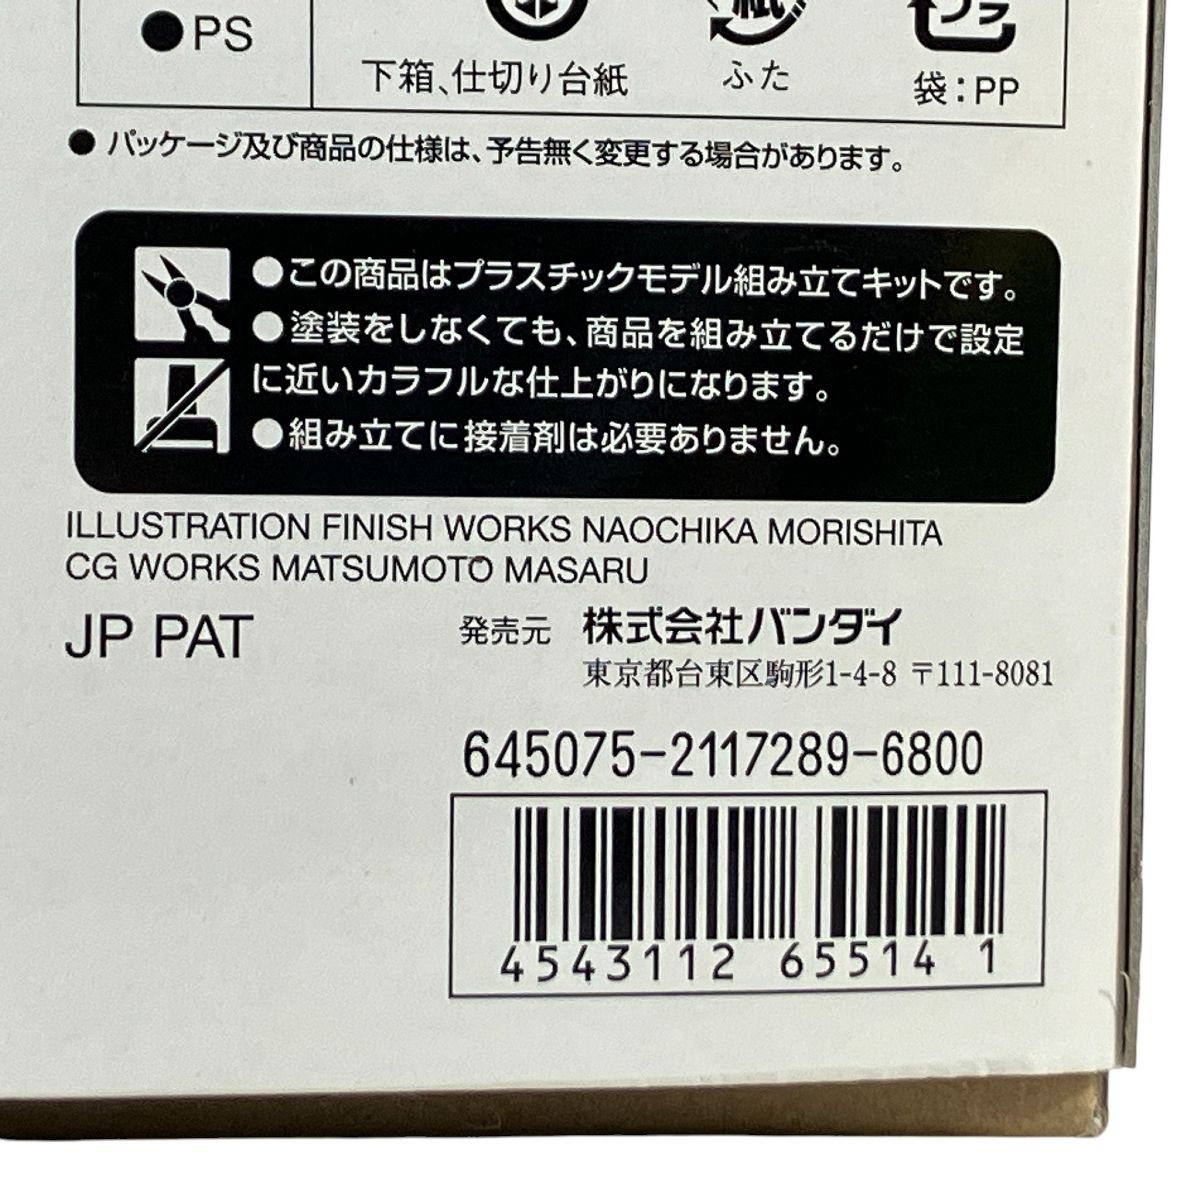 ●PS
紙
プラ
下箱、仕切り台紙
ふた
袋:PP
● パッケージ及び商品の仕様は、予告無く変更する場合があります。
●この商品はプラスチックモデル組み立てキットです。
●塗装をしなくても、商品を組み立てるだけで設定
に近いカラフルな仕上がりになります。
●組み立てに接着剤は必要ありません。
ILLUSTRATION FINISH WORKS NAOCHIKA MORISHITA
CG WORKS MATSUMOTO MASARU
JP PAT
発売元 株式会社バンダイ
東京都台東区駒形1-4-8 〒111-8081
645075-2117289-6800
4543112 65514 1